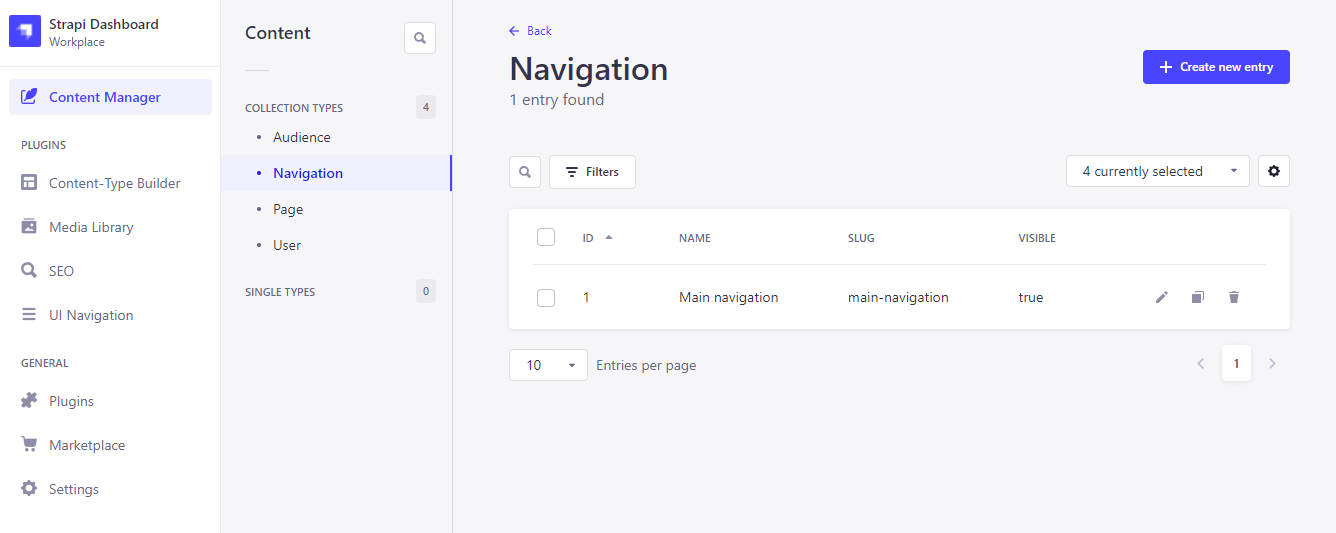 Strapi Dashboard
Workplace
Content Manager
PLUGINS
Content-Type Builder
Media Library
SEO
UI Navigation
GENERAL
Plugins
Marketplace
Settings
Content
COLLECTION TYPES 4
Audience
Navigation
Page
User
SINGLE TYPES 0
Back
Navigation
1 entry found
Create new entry
Filters
4 currently selected
ID NAME SLUG VISIBLE
1 Main navigation main-navigation true
10 Entries per page
1